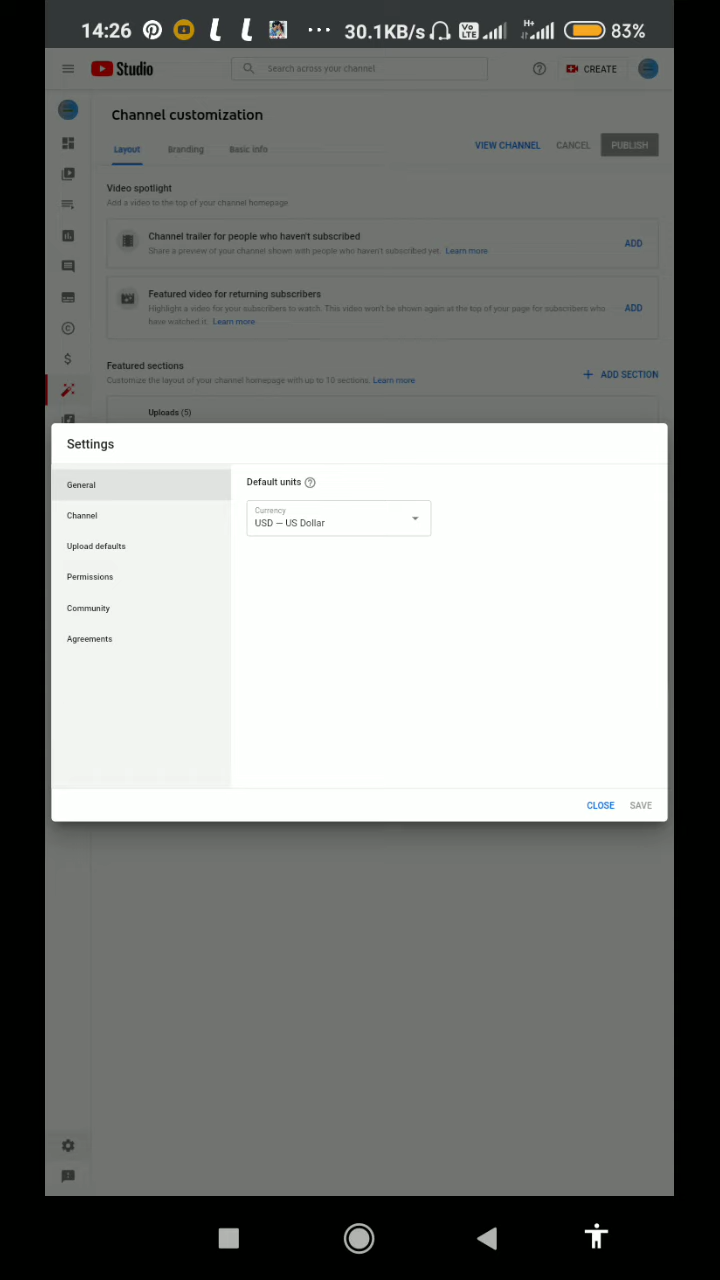 14:26 ... 30.1KB/s Vo LTE H+ 83%
Studio Search across your channel CREATE
Channel customization
Layout Branding Basic info VIEW CHANNEL CANCEL PUBLISH
Video spotlight
Add a video to the top of your channel homepage
Channel trailer for people who haven't subscribed
Share a preview of your channel shown with people who haven't subscribed yet. Learn more
ADD
Featured video for returning subscribers
Highlight a video for your subscribers to watch. This video won't be shown again at the top of your page for subscribers who
have watched it. Learn more
ADD
Featured sections
Customize the layout of your channel homepage with up to 10 sections. Learn more
+ ADD SECTION
Uploads (5)
Settings
General
Channel
Upload defaults
Permissions
Community
Agreements
Default units ?
Currency
USD — US Dollar
CLOSE SAVE